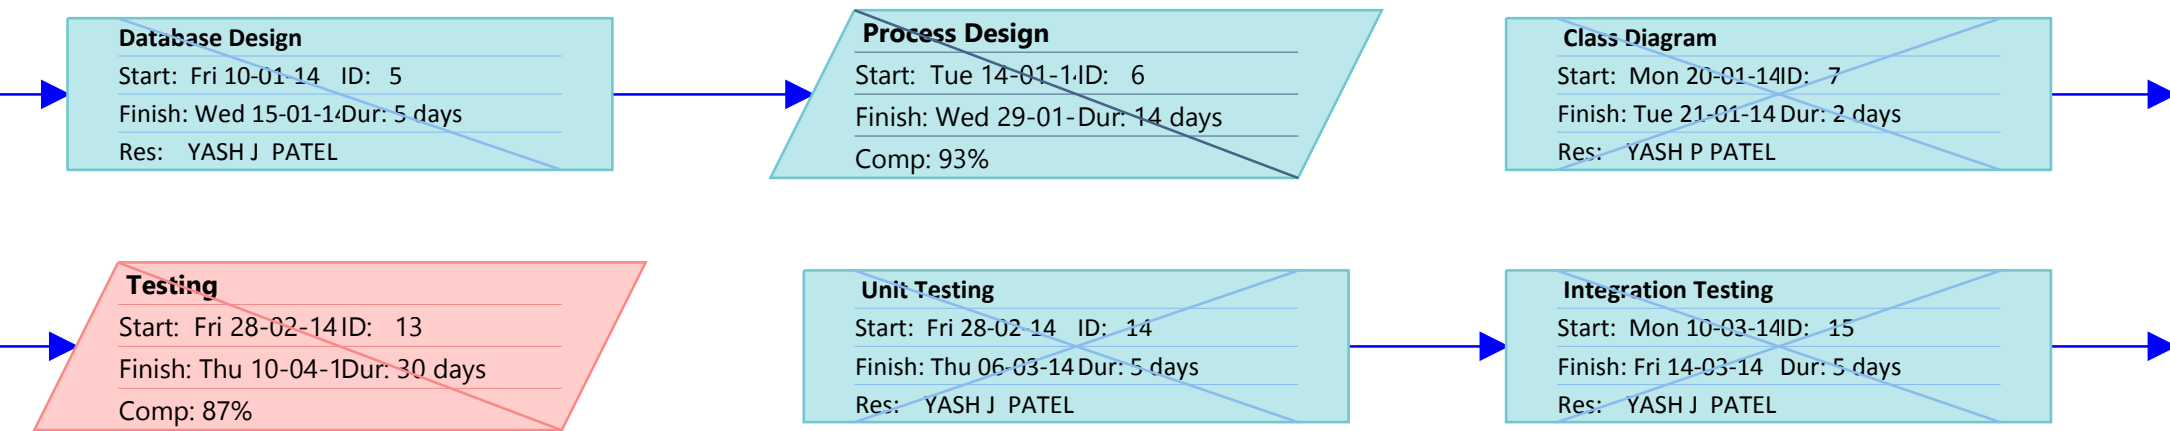 Database Design
Start: Fri 10-01-14 ID: 5
Finish: Wed 15-01-14 Dur: 5 days
Res: YASH J PATEL
Process Design
Start: Tue 14-01-14 ID: 6
Finish: Wed 29-01- Dur: 14 days
Comp: 93%
Class Diagram
Start: Mon 20-01-14 ID: 7
Finish: Tue 21-01-14 Dur: 2 days
Res: YASH P PATEL
Testing
Start: Fri 28-02-14 ID: 13
Finish: Thu 10-04-1 Dur: 30 days
Comp: 87%
Unit Testing
Start: Fri 28-02-14 ID: 14
Finish: Thu 06-03-14 Dur: 5 days
Res: YASH J PATEL
Integration Testing
Start: Mon 10-03-14 ID: 15
Finish: Fri 14-03-14 Dur: 5 days
Res: YASH J PATEL